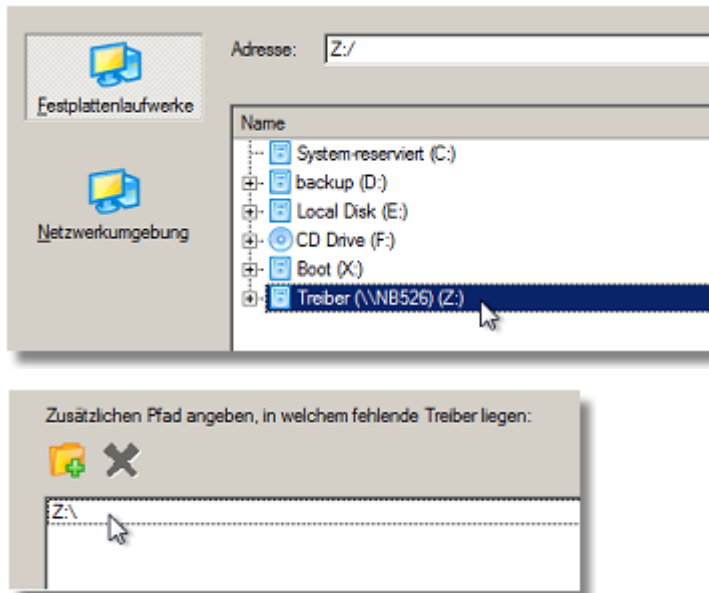 Adresse: Z:/
Festplattenlaufwerke
Name
System-reserviert (C:)
backup (D:)
Local Disk (E:)
Netzwerkumgebung
CD Drive (F:)
Boot (X:)
Treiber (\\NB526) (Z:)
Zusätzlichen Pfad angeben, in welchem fehlende Treiber liegen:
Z:\